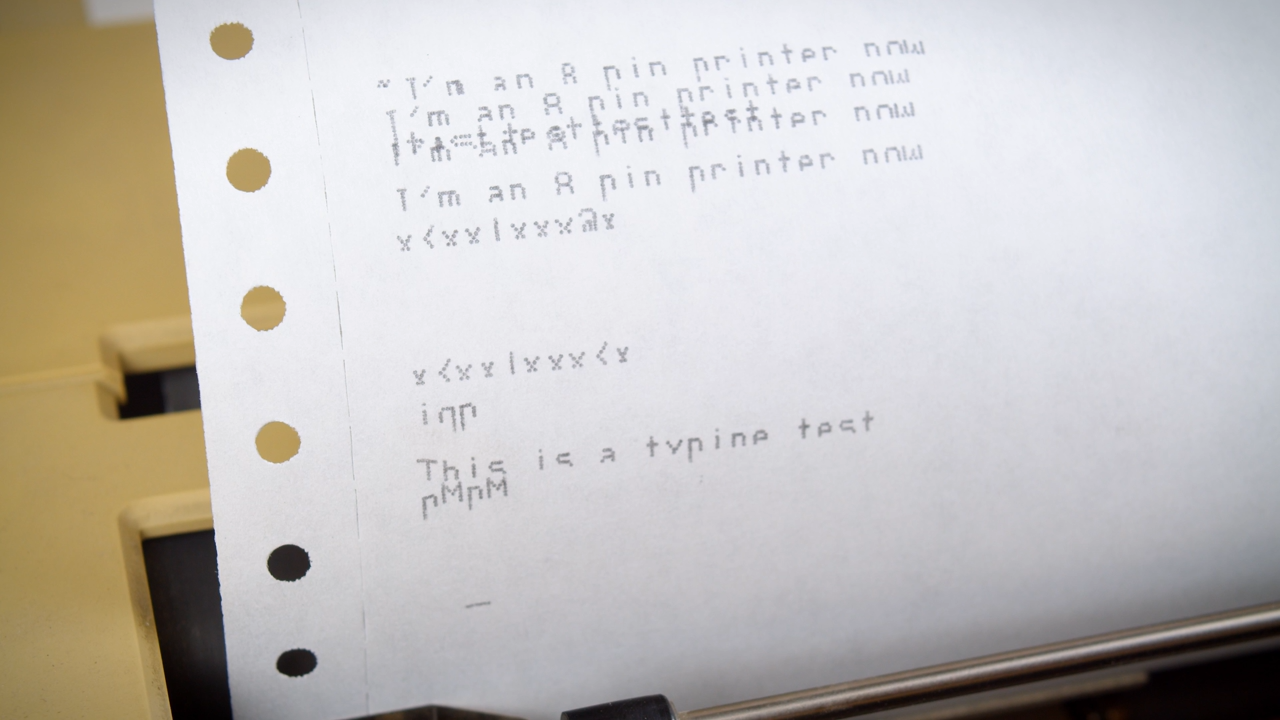 ~ I'm an 8 pin printer now
I'm an 8 pin printer now
I'm an 8 pin printer now
I'm an 8 pin printer now
x<xx|xxx@x
x<xx|xxx<x
iqp
This is a typing test
pMpM
_